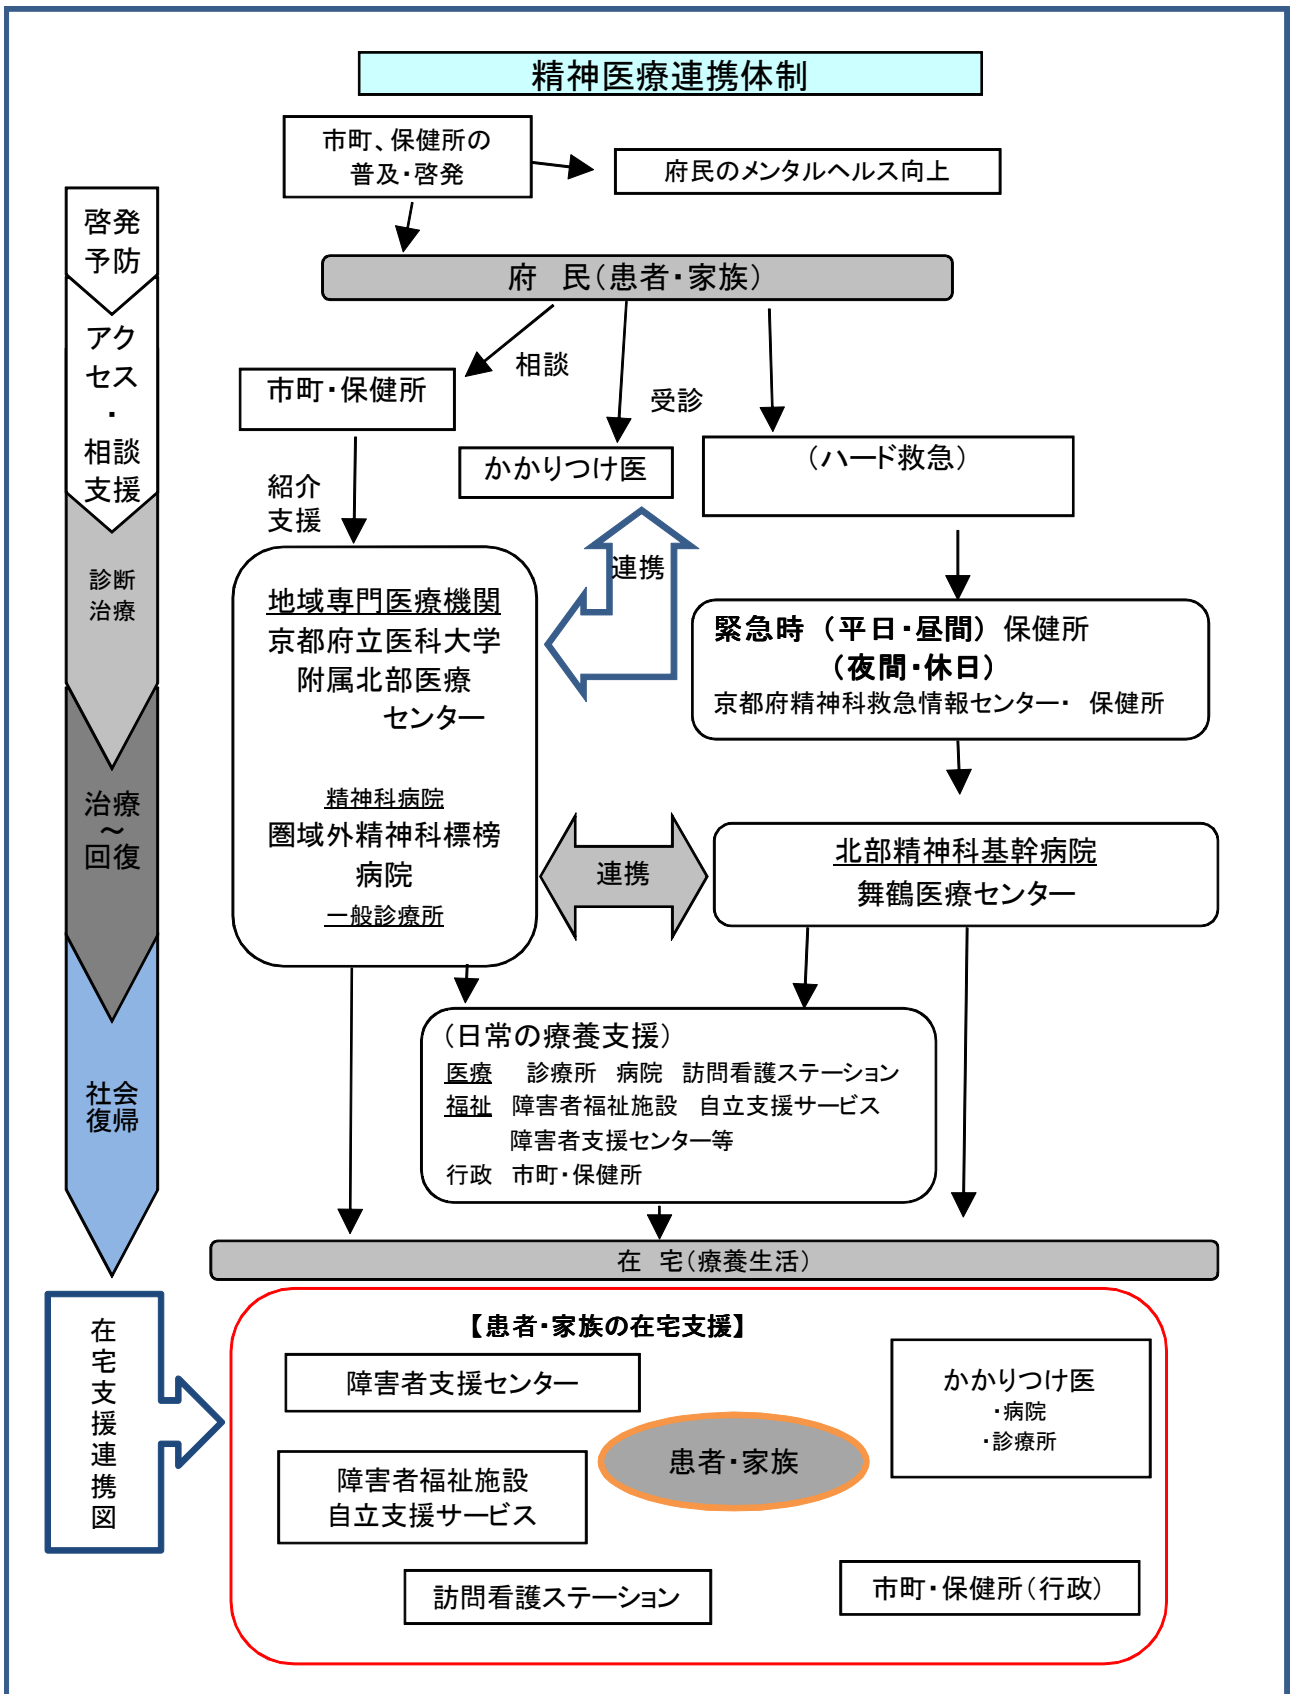 精神医療連携体制
市町、保健所の
普及・啓発
府民のメンタルヘルス向上
啓発
予防
府　民（患者・家族）
アク
セス
・
相談
支援
相談
市町・保健所
受診
かかりつけ医
（ハード救急）
紹介
支援
連携
診断
治療
地域専門医療機関
京都府立医科大学
附属北部医療
センター
緊急時　（平日・昼間）　保健所
（夜間・休日）
京都府精神科救急情報センター・　保健所
治療
～
回復
精神科病院
圏域外精神科標榜
病院
一般診療所
連携
北部精神科基幹病院
舞鶴医療センター
社会
復帰
（日常の療養支援）
医療　診療所　病院　訪問看護ステーション
福祉　障害者福祉施設　自立支援サービス
障害者支援センター等
行政　市町・保健所
在　宅（療養生活）
在
宅
支
援
連
携
図
【患者・家族の在宅支援】
障害者支援センター
かかりつけ医
・病院
・診療所
患者・家族
障害者福祉施設
自立支援サービス
訪問看護ステーション
市町・保健所（行政）